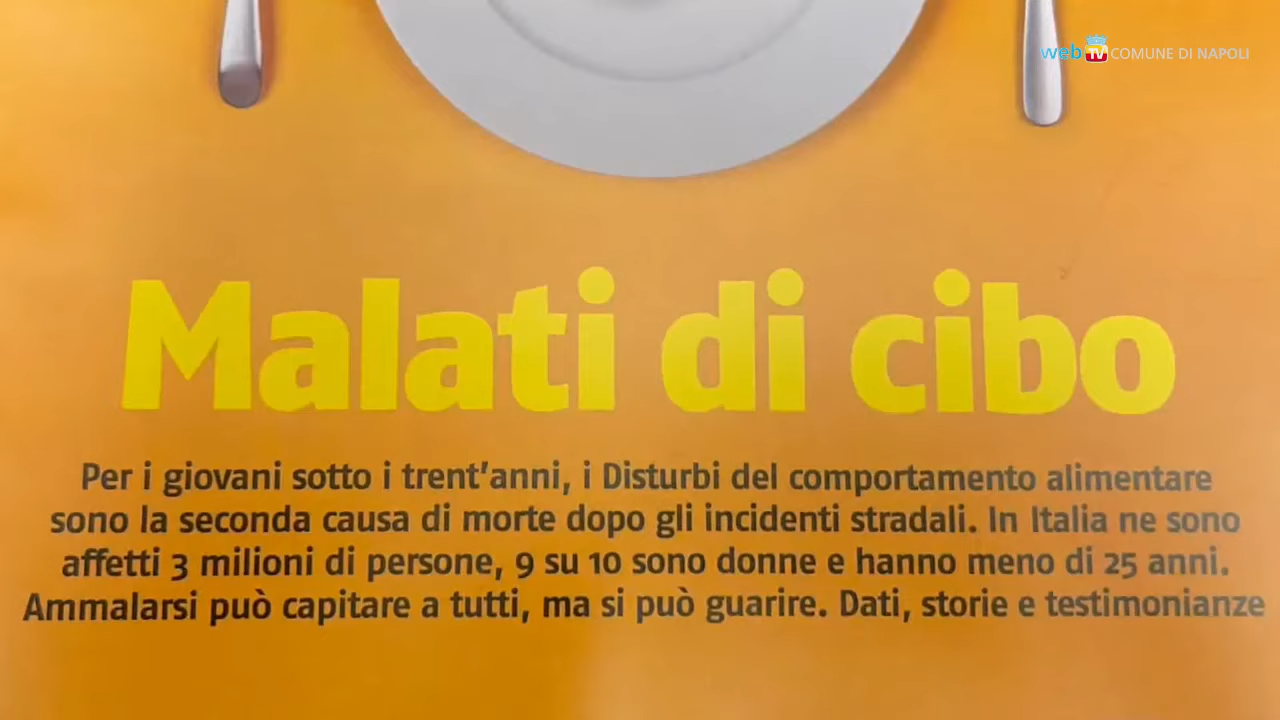 web TV COMUNE DI NAPOLI
Malati di cibo
Per i giovani sotto i trent'anni, i Disturbi del comportamento alimentare
sono la seconda causa di morte dopo gli incidenti stradali. In Italia ne sono
affetti 3 milioni di persone, 9 su 10 sono donne e hanno meno di 25 anni.
Ammalarsi può capitare a tutti, ma si può guarire. Dati, storie e testimonianze